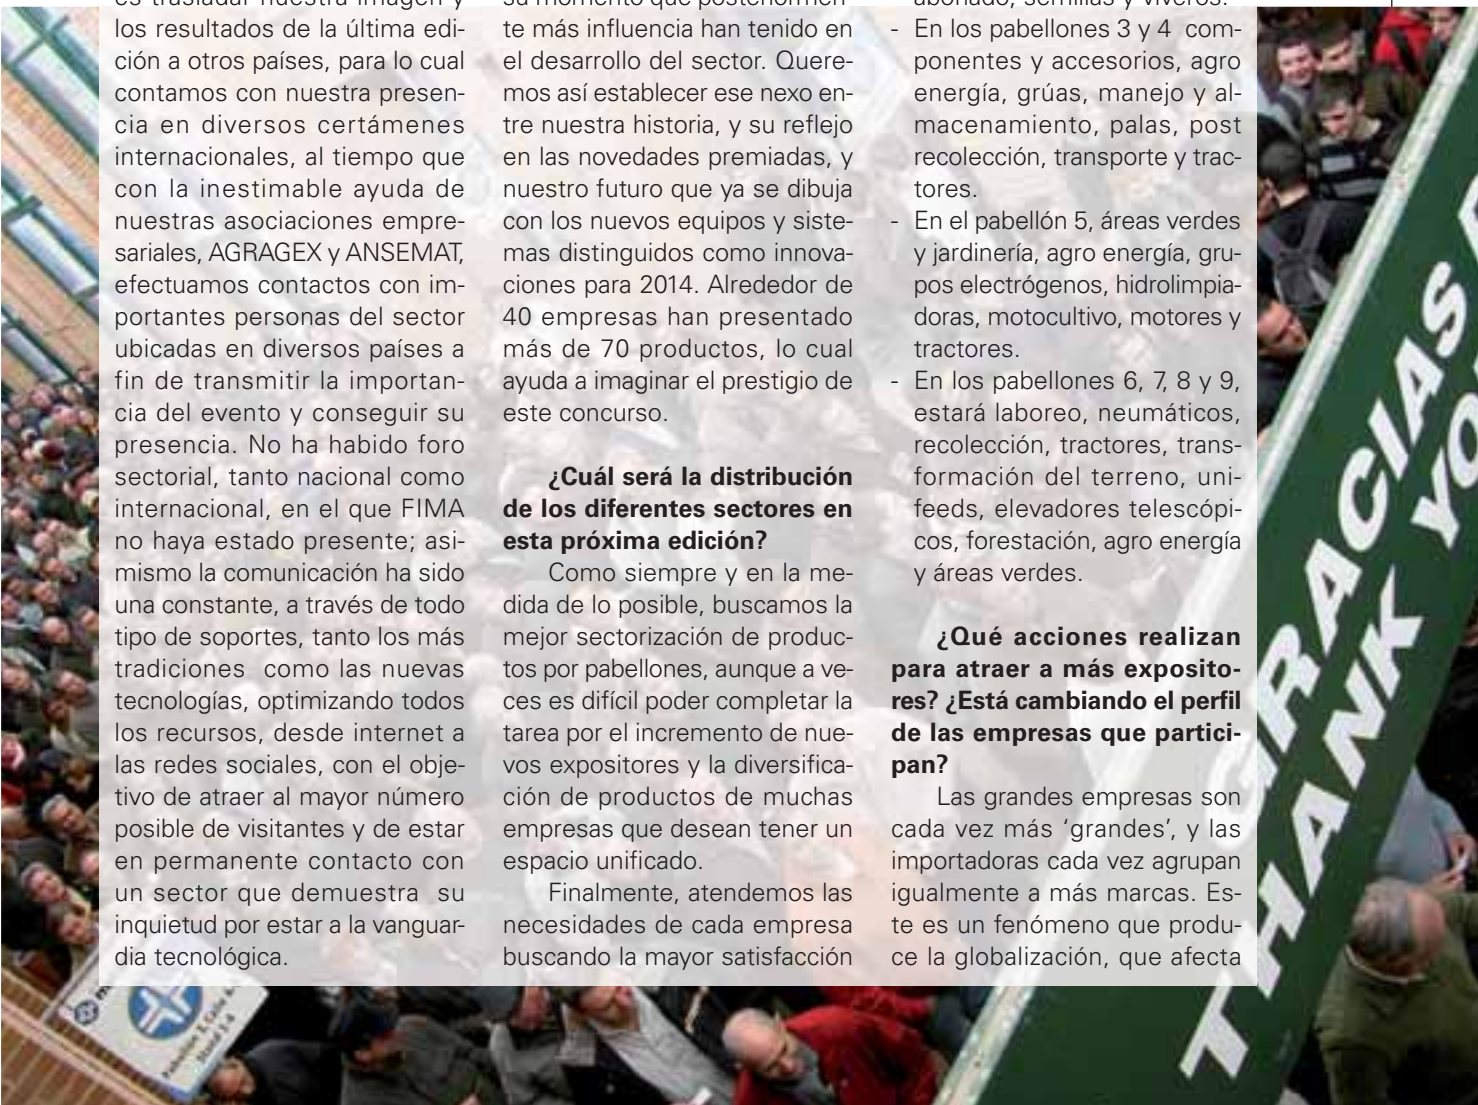 es trasladar nuestra imagen y
los resultados de la última edi-
ción a otros países, para lo cual
contamos con nuestra presen-
cia en diversos certámenes
internacionales, al tiempo que
con la inestimable ayuda de
nuestras asociaciones empre-
sariales, AGRAGEX y ANSEMAT,
efectuamos contactos con im-
portantes personas del sector
ubicadas en diversos países a
fin de transmitir la importan-
cia del evento y conseguir su
presencia. No ha habido foro
sectorial, tanto nacional como
internacional, en el que FIMA
no haya estado presente; asi-
mismo la comunicación ha sido
una constante, a través de todo
tipo de soportes, tanto los más
tradiciones como las nuevas
tecnologías, optimizando todos
los recursos, desde internet a
las redes sociales, con el obje-
tivo de atraer al mayor número
posible de visitantes y de estar
en permanente contacto con
un sector que demuestra su
inquietud por estar a la vanguar-
dia tecnológica.
su momento que posteriormen-
te más influencia han tenido en
el desarrollo del sector. Quere-
mos así establecer ese nexo en-
tre nuestra historia, y su reflejo
en las novedades premiadas, y
nuestro futuro que ya se dibuja
con los nuevos equipos y siste-
mas distinguidos como innova-
ciones para 2014. Alrededor de
40 empresas han presentado
más de 70 productos, lo cual
ayuda a imaginar el prestigio de
este concurso.
¿Cuál será la distribución
de los diferentes sectores en
esta próxima edición?
Como siempre y en la me-
dida de lo posible, buscamos la
mejor sectorización de produc-
tos por pabellones, aunque a ve-
ces es difícil poder completar la
tarea por el incremento de nue-
vos expositores y la diversifica-
ción de productos de muchas
empresas que desean tener un
espacio unificado.
Finalmente, atendemos las
necesidades de cada empresa
buscando la mayor satisfacción
abonado, semillas y viveros.
- En los pabellones 3 y 4 com-
ponentes y accesorios, agro
energía, grúas, manejo y al-
macenamiento, palas, post
recolección, transporte y trac-
tores.
- En el pabellón 5, áreas verdes
y jardinería, agro energía, gru-
pos electrógenos, hidrolimpia-
doras, motocultivo, motores y
tractores.
- En los pabellones 6, 7, 8 y 9,
estará laboreo, neumáticos,
recolección, tractores, trans-
formación del terreno, uni-
feeds, elevadores telescópi-
cos, forestación, agro energía
y áreas verdes.
¿Qué acciones realizan
para atraer a más exposito-
res? ¿Está cambiando el perfil
de las empresas que partici-
pan?
Las grandes empresas son
cada vez más ‘grandes’, y las
importadoras cada vez agrupan
igualmente a más marcas. Es-
te es un fenómeno que produ-
ce la globalización, que afecta
GRACIAS
THANK YO